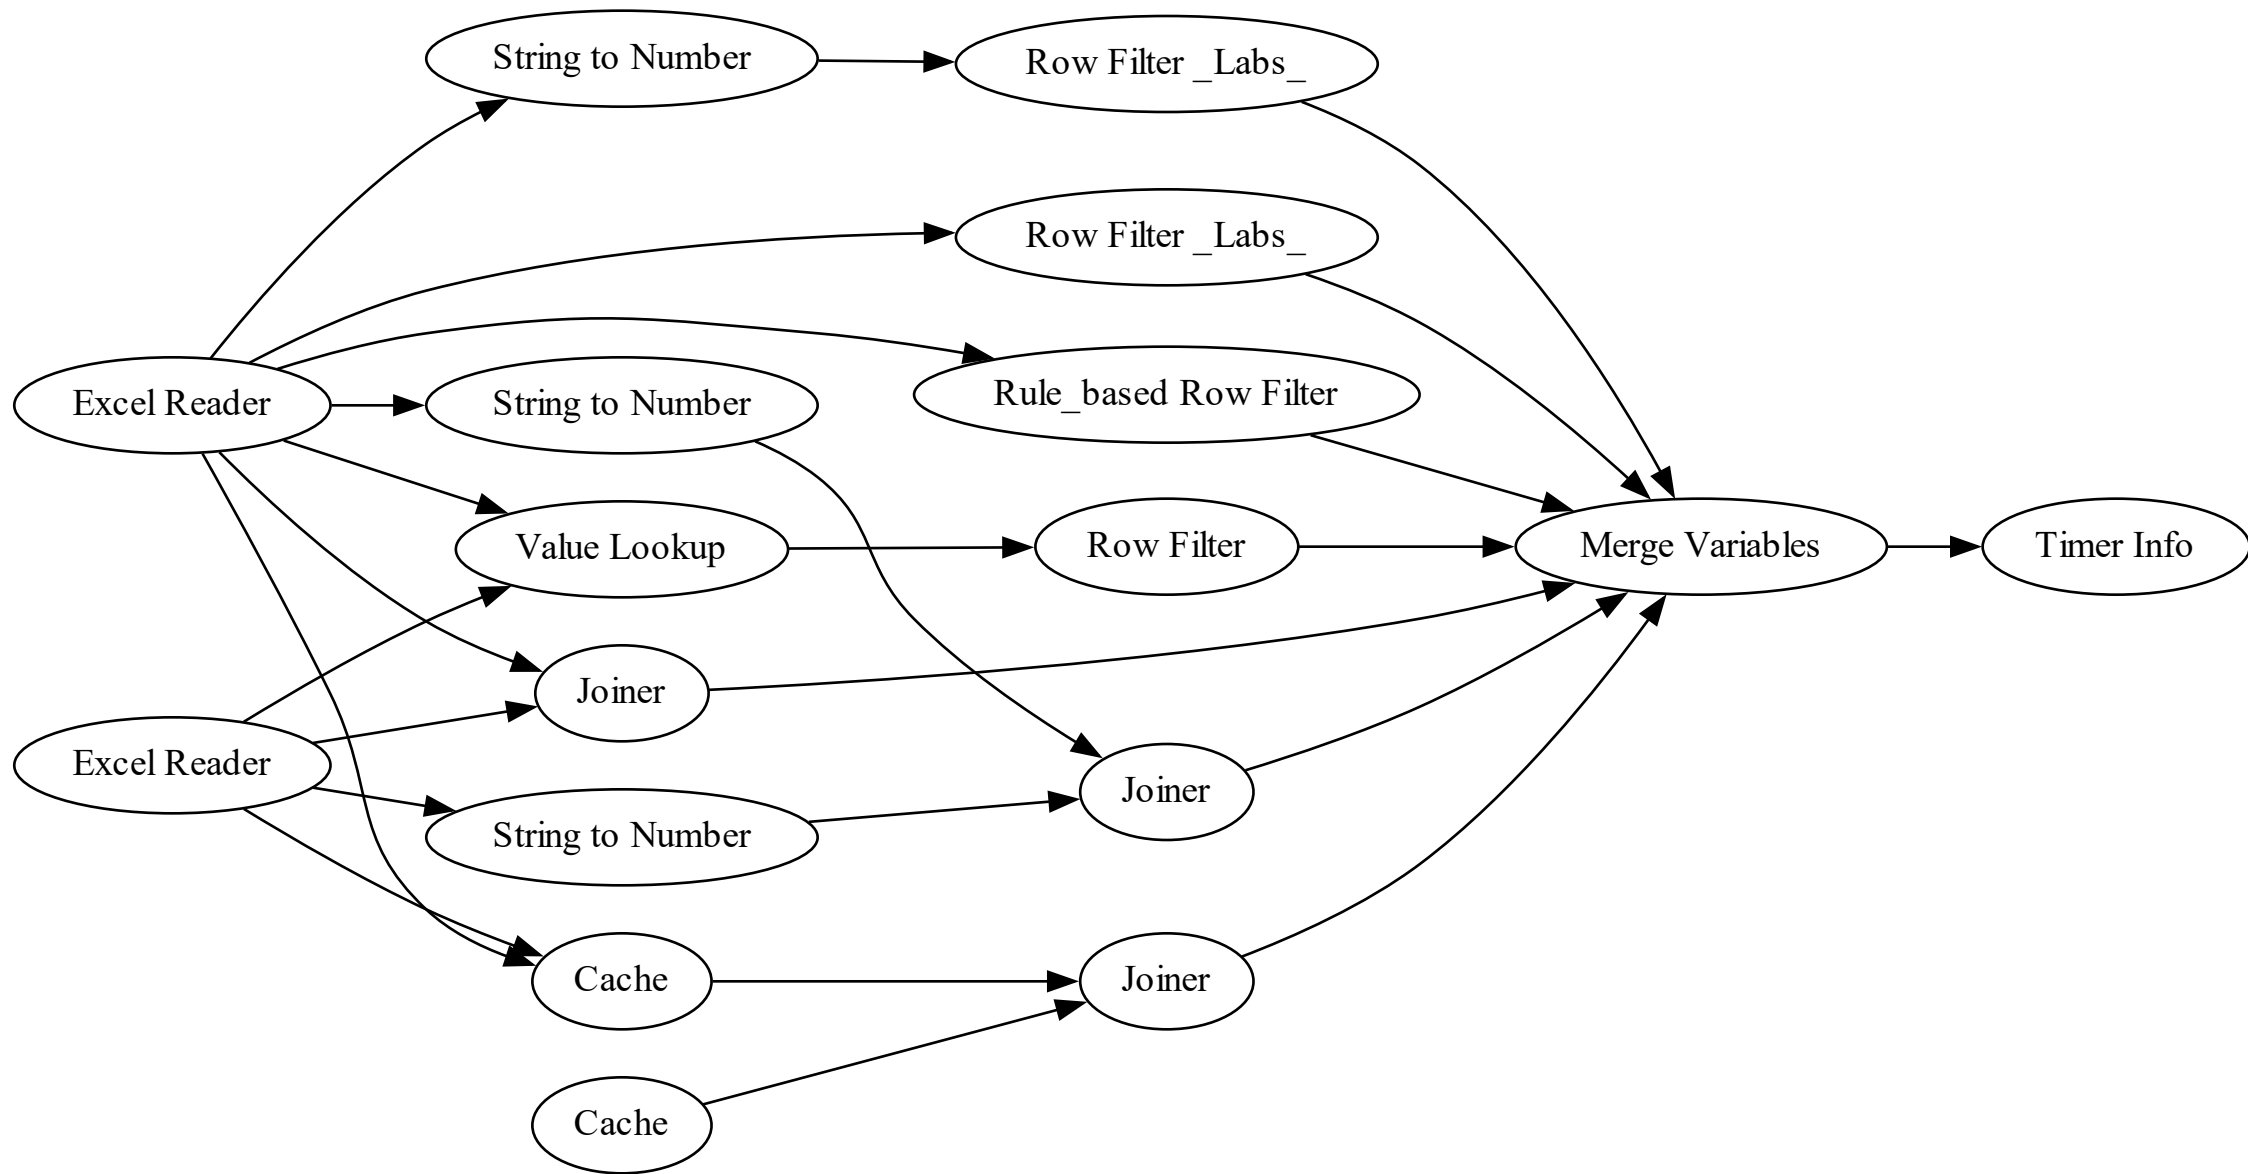 String to Number
Row Filter _Labs_
Row Filter _Labs_
Excel Reader
String to Number
Rule_based Row Filter
Value Lookup
Row Filter
Merge Variables
Timer Info
Joiner
Excel Reader
String to Number
Joiner
Cache
Joiner
Cache